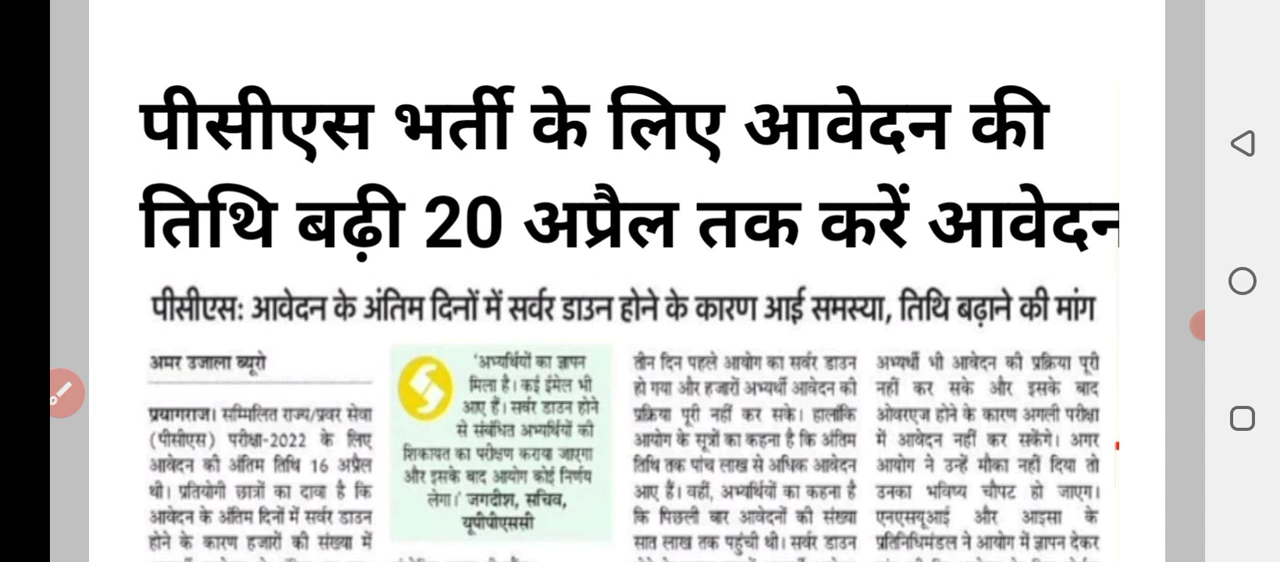 पीसीएस भर्ती के लिए आवेदन की
तिथि बढ़ी 20 अप्रैल तक करें आवेदन
पीसीएस: आवेदन के अंतिम दिनों में सर्वर डाउन होने के कारण आई समस्या, तिथि बढ़ाने की मांग
अमर उजाला ब्यूरो
प्रयागराज। सम्मिलित राज्य/प्रवर सेवा
(पीसीएस) परीक्षा-2022 के लिए
आवेदन की अंतिम तिथि 16 अप्रैल
थी। प्रतियोगी छात्रों का दावा है कि
आवेदन के अंतिम दिनों में सर्वर डाउन
होने के कारण हजारों की संख्या में
'अभ्यर्थियों का ज्ञापन
मिला है। कई ईमेल भी
आए हैं। सर्वर डाउन होने
से संबंधित अभ्यर्थियों की
शिकायत का परीक्षण कराया जाएगा
और इसके बाद आयोग कोई निर्णय
लेगा।' जगदीश, सचिव,
यूपीपीएससी
तीन दिन पहले आयोग का सर्वर डाउन
हो गया और हजारों अभ्यर्थी आवेदन की
प्रक्रिया पूरी नहीं कर सके। हालांकि
आयोग के सूत्रों का कहना है कि अंतिम
तिथि तक पांच लाख से अधिक आवेदन
आए हैं। वहीं, अभ्यर्थियों का कहना है
कि पिछली बार आवेदनों की संख्या
सात लाख तक पहुंची थी। सर्वर डाउन
अभ्यर्थी भी आवेदन की प्रक्रिया पूरी
नहीं कर सके और इसके बाद
ओवरएज होने के कारण अगली परीक्षा
में आवेदन नहीं कर सकेंगे। अगर
आयोग ने उन्हें मौका नहीं दिया तो
उनका भविष्य चौपट हो जाएगा।
एनएसयूआई और आइसा के
प्रतिनिधिमंडल ने आयोग में ज्ञापन देकर